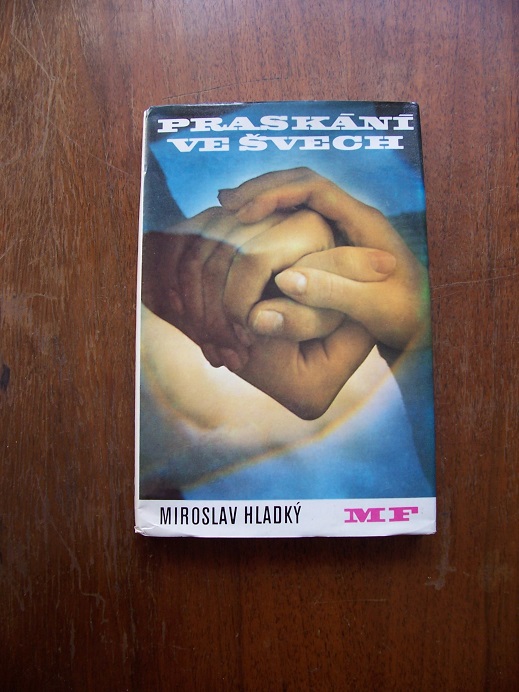 PRASKÁNÍ
VE ŠVECH
MIROSLAV HLADKÝ MF